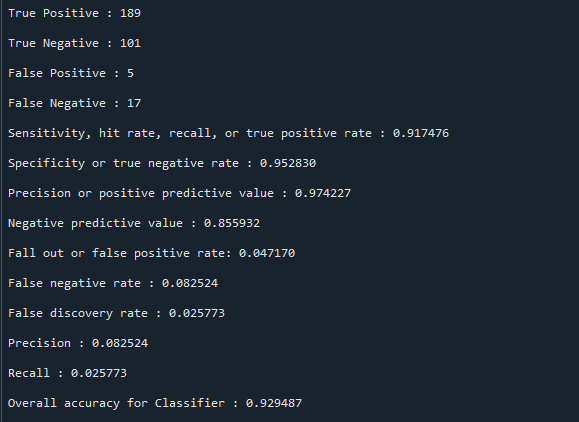 True Positive : 189
True Negative : 101
False Positive : 5
False Negative : 17
Sensitivity, hit rate, recall, or true positive rate : 0.917476
Specificity or true negative rate : 0.952830
Precision or positive predictive value : 0.974227
Negative predictive value : 0.855932
Fall out or false positive rate: 0.047170
False negative rate : 0.082524
False discovery rate : 0.025773
Precision : 0.082524
Recall : 0.025773
Overall accuracy for Classifier : 0.929487